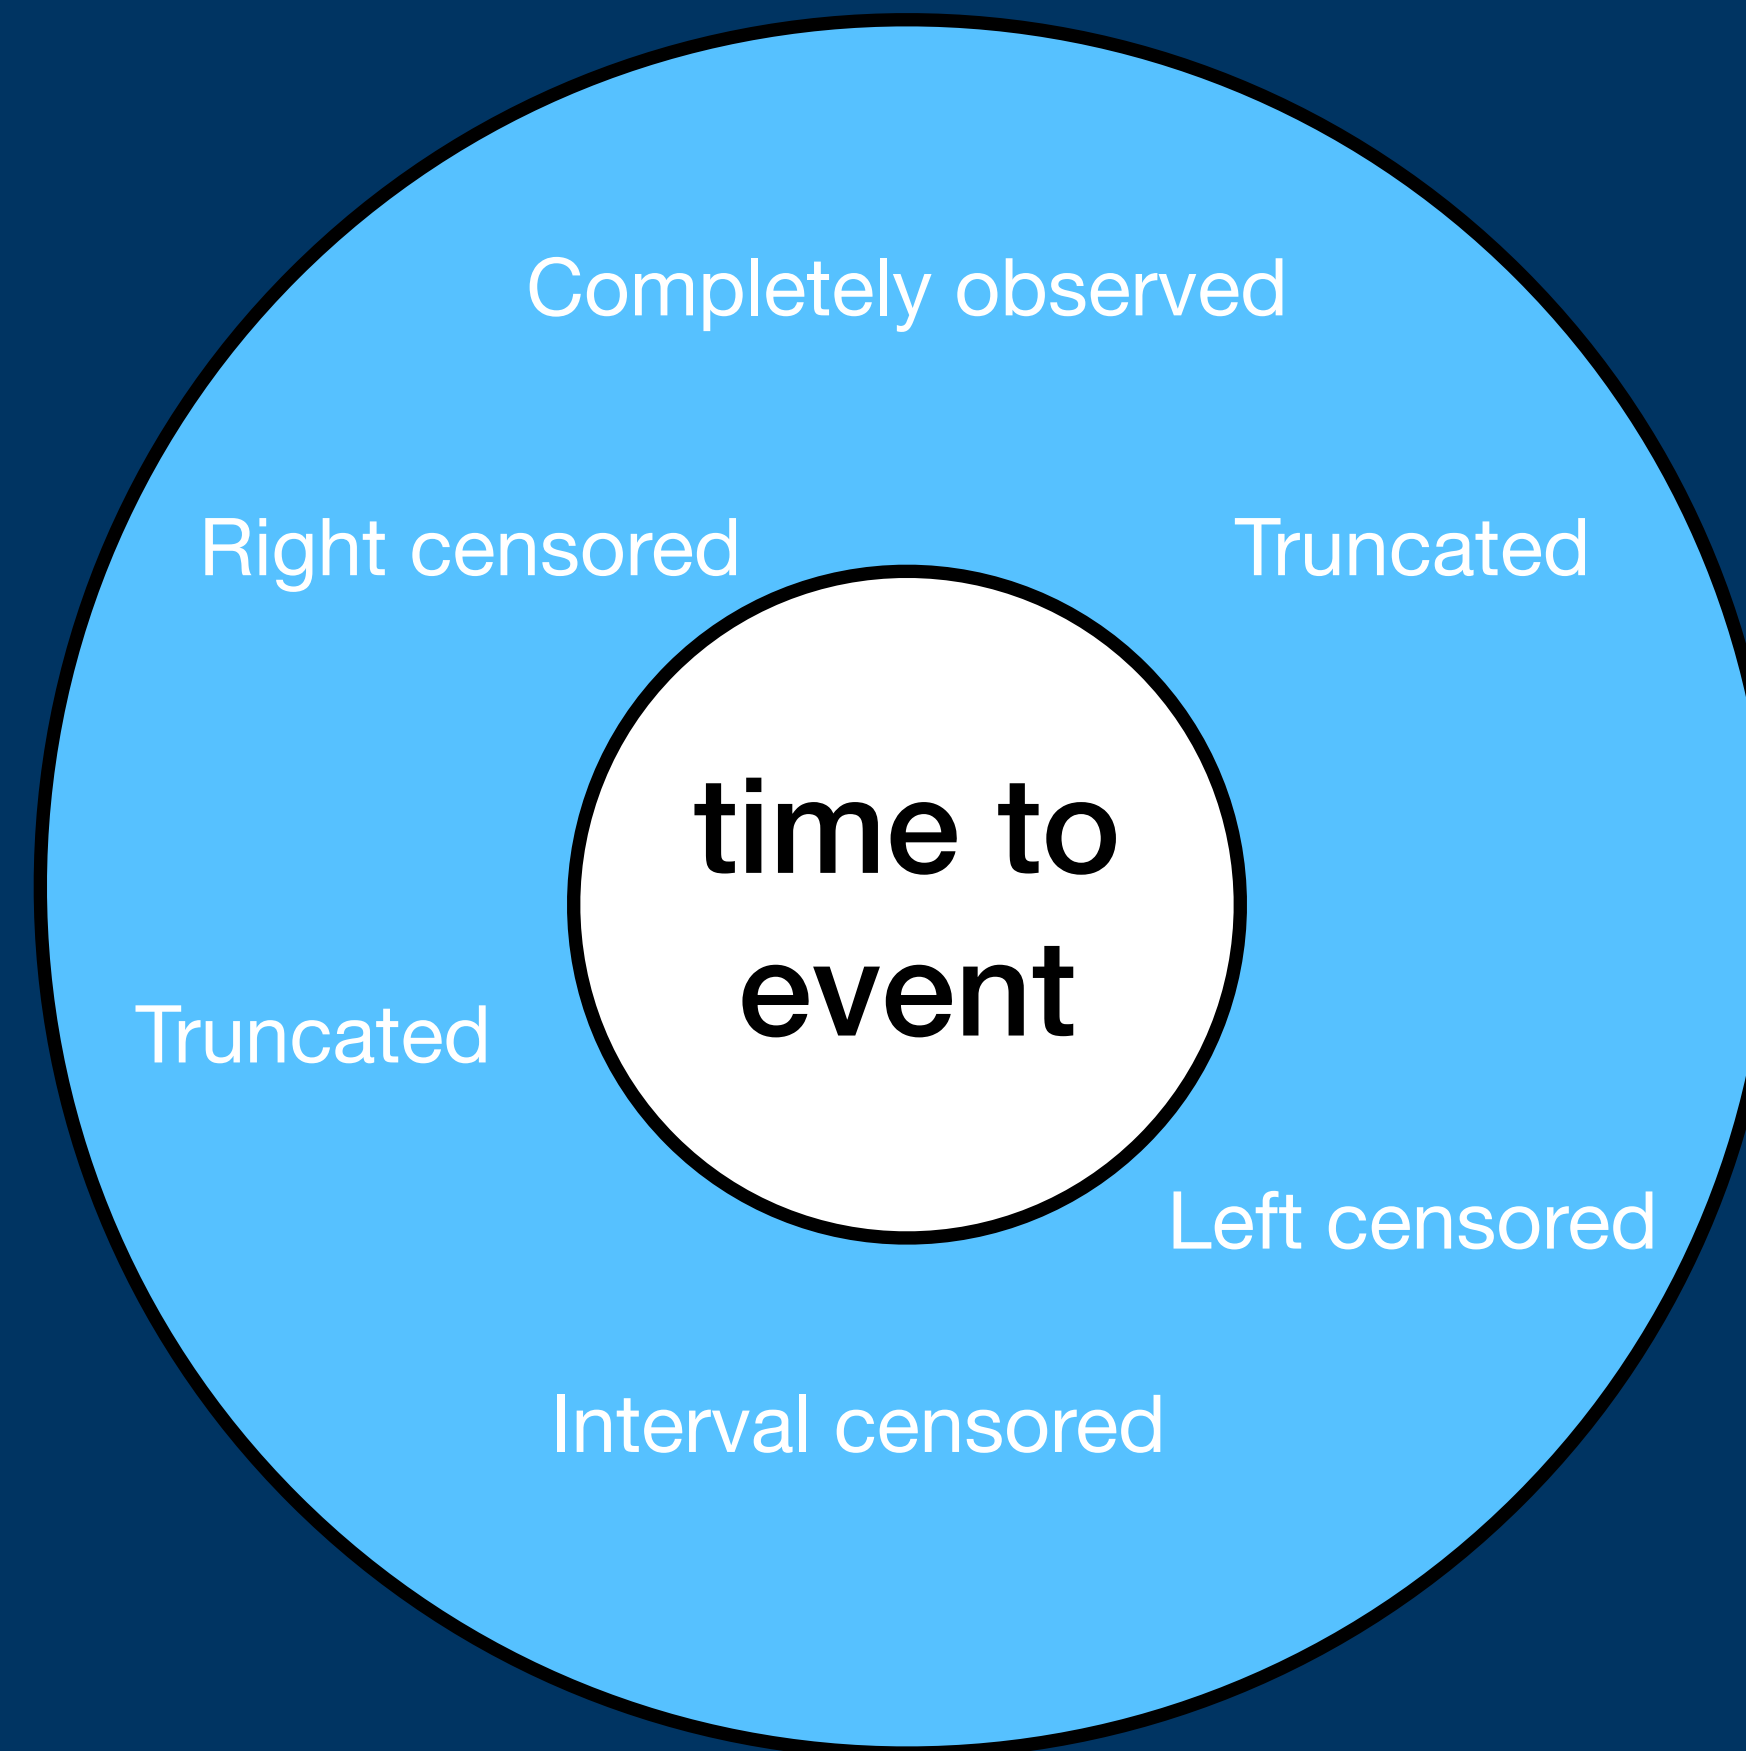 Completely observed
Right censored
Truncated
time to
event
Truncated
Left censored
Interval censored